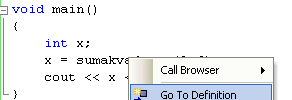 void main()
{
int x;
x = sumakva
cout << x <
}
Call Browser
Go To Definition